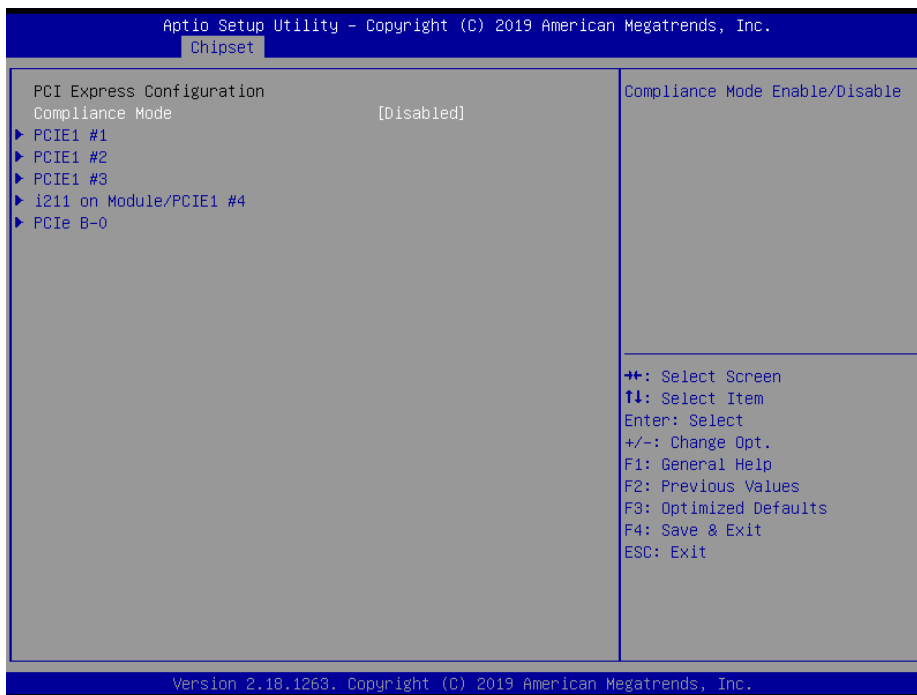 Aptio Setup Utility – Copyright (C) 2019 American Megatrends, Inc.
Chipset
PCI Express Configuration
Compliance Mode [Disabled]
PCIE1 #1
PCIE1 #2
PCIE1 #3
i211 on Module/PCIE1 #4
PCIe B-0
Compliance Mode Enable/Disable
→←: Select Screen
↑↓: Select Item
Enter: Select
+/-: Change Opt.
F1: General Help
F2: Previous Values
F3: Optimized Defaults
F4: Save & Exit
ESC: Exit
Version 2.18.1263. Copyright (C) 2019 American Megatrends, Inc.